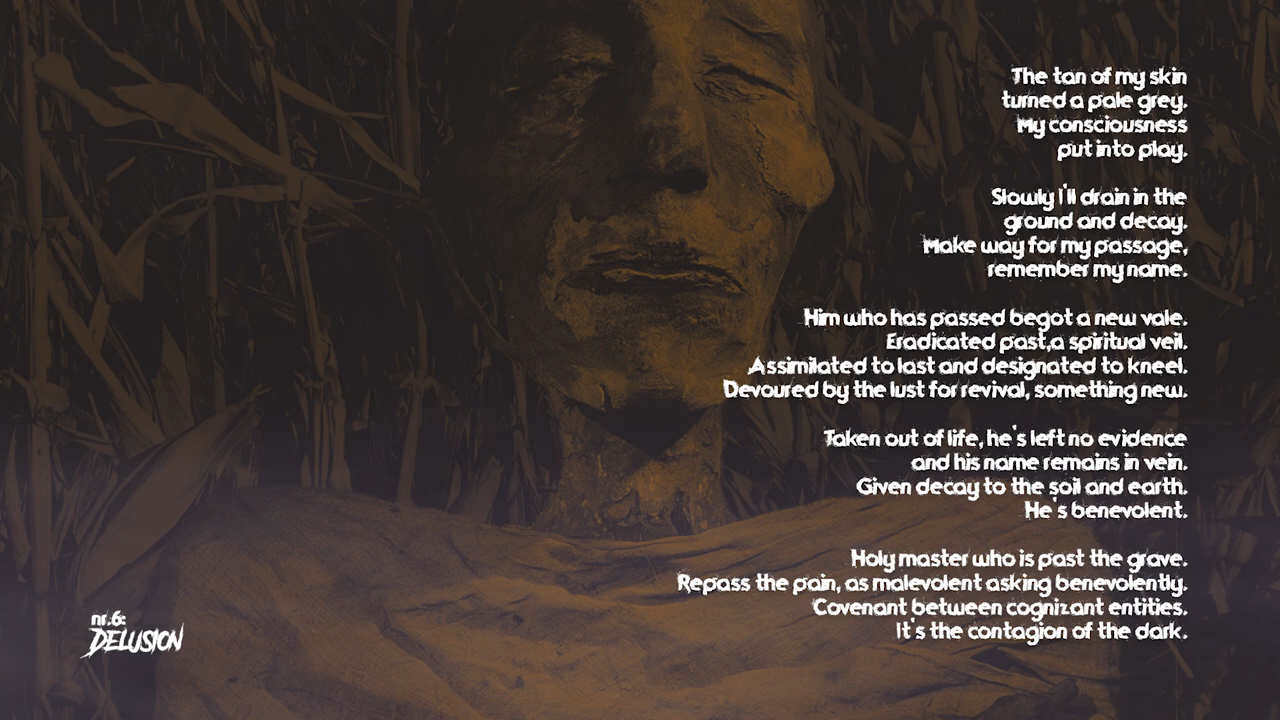 The tan of my skin
turned a pale grey.
My consciousness
put into play.
Slowly I'll drain in the
ground and decay.
Make way for my passage,
remember my name.
Him who has passed begot a new vale.
Eradicated past,a spiritual veil.
Assimilated to last and designated to kneel.
Devoured by the lust for revival, something new.
Taken out of life, he's left no evidence
and his name remains in vein.
Given decay to the soil and earth.
He's benevolent.
Holy master who is past the grave.
Repass the pain, as malevolent asking benevolently.
Covenant between cognizant entities.
It's the contagion of the dark.
nr.6:
DELUSION